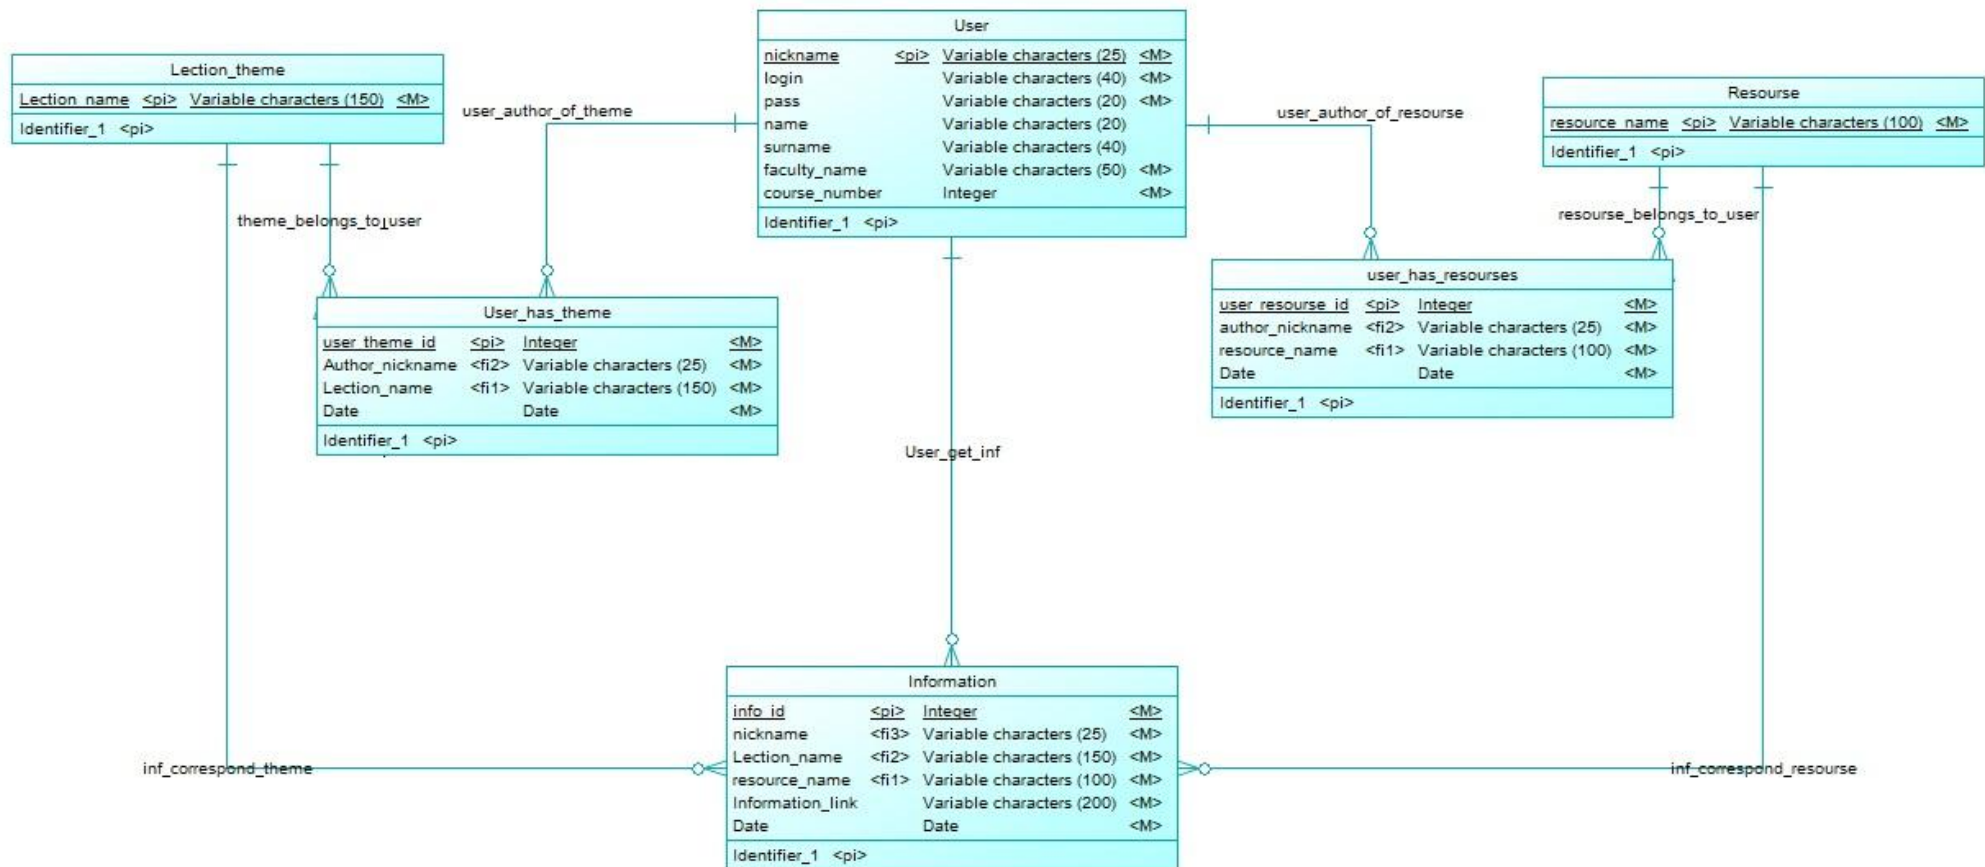 User
nickname <pi> Variable characters (25) <M>
login Variable characters (40) <M>
pass Variable characters (20) <M>
name Variable characters (20)
surname Variable characters (40)
faculty_name Variable characters (50) <M>
course_number Integer <M>
Identifier_1 <pi>
Lection_theme
Lection_name <pi> Variable characters (150) <M>
Identifier_1 <pi>
user_author_of_theme
user_author_of_resourse
Resourse
resource_name <pi> Variable characters (100) <M>
Identifier_1 <pi>
theme_belongs_to_user
resourse_belongs_to_user
User_has_theme
user_theme_id <pi> Integer <M>
Author_nickname <fi2> Variable characters (25) <M>
Lection_name <fi1> Variable characters (150) <M>
Date Date <M>
Identifier_1 <pi>
user_has_resourses
user_resourse_id <pi> Integer <M>
author_nickname <fi2> Variable characters (25) <M>
resource_name <fi1> Variable characters (100) <M>
Date Date <M>
Identifier_1 <pi>
User_get_inf
Information
info_id <pi> Integer <M>
nickname <fi3> Variable characters (25) <M>
Lection_name <fi2> Variable characters (150) <M>
resource_name <fi1> Variable characters (100) <M>
Information_link Variable characters (200) <M>
Date Date <M>
Identifier_1 <pi>
inf_correspond_theme
inf_correspond_resourse